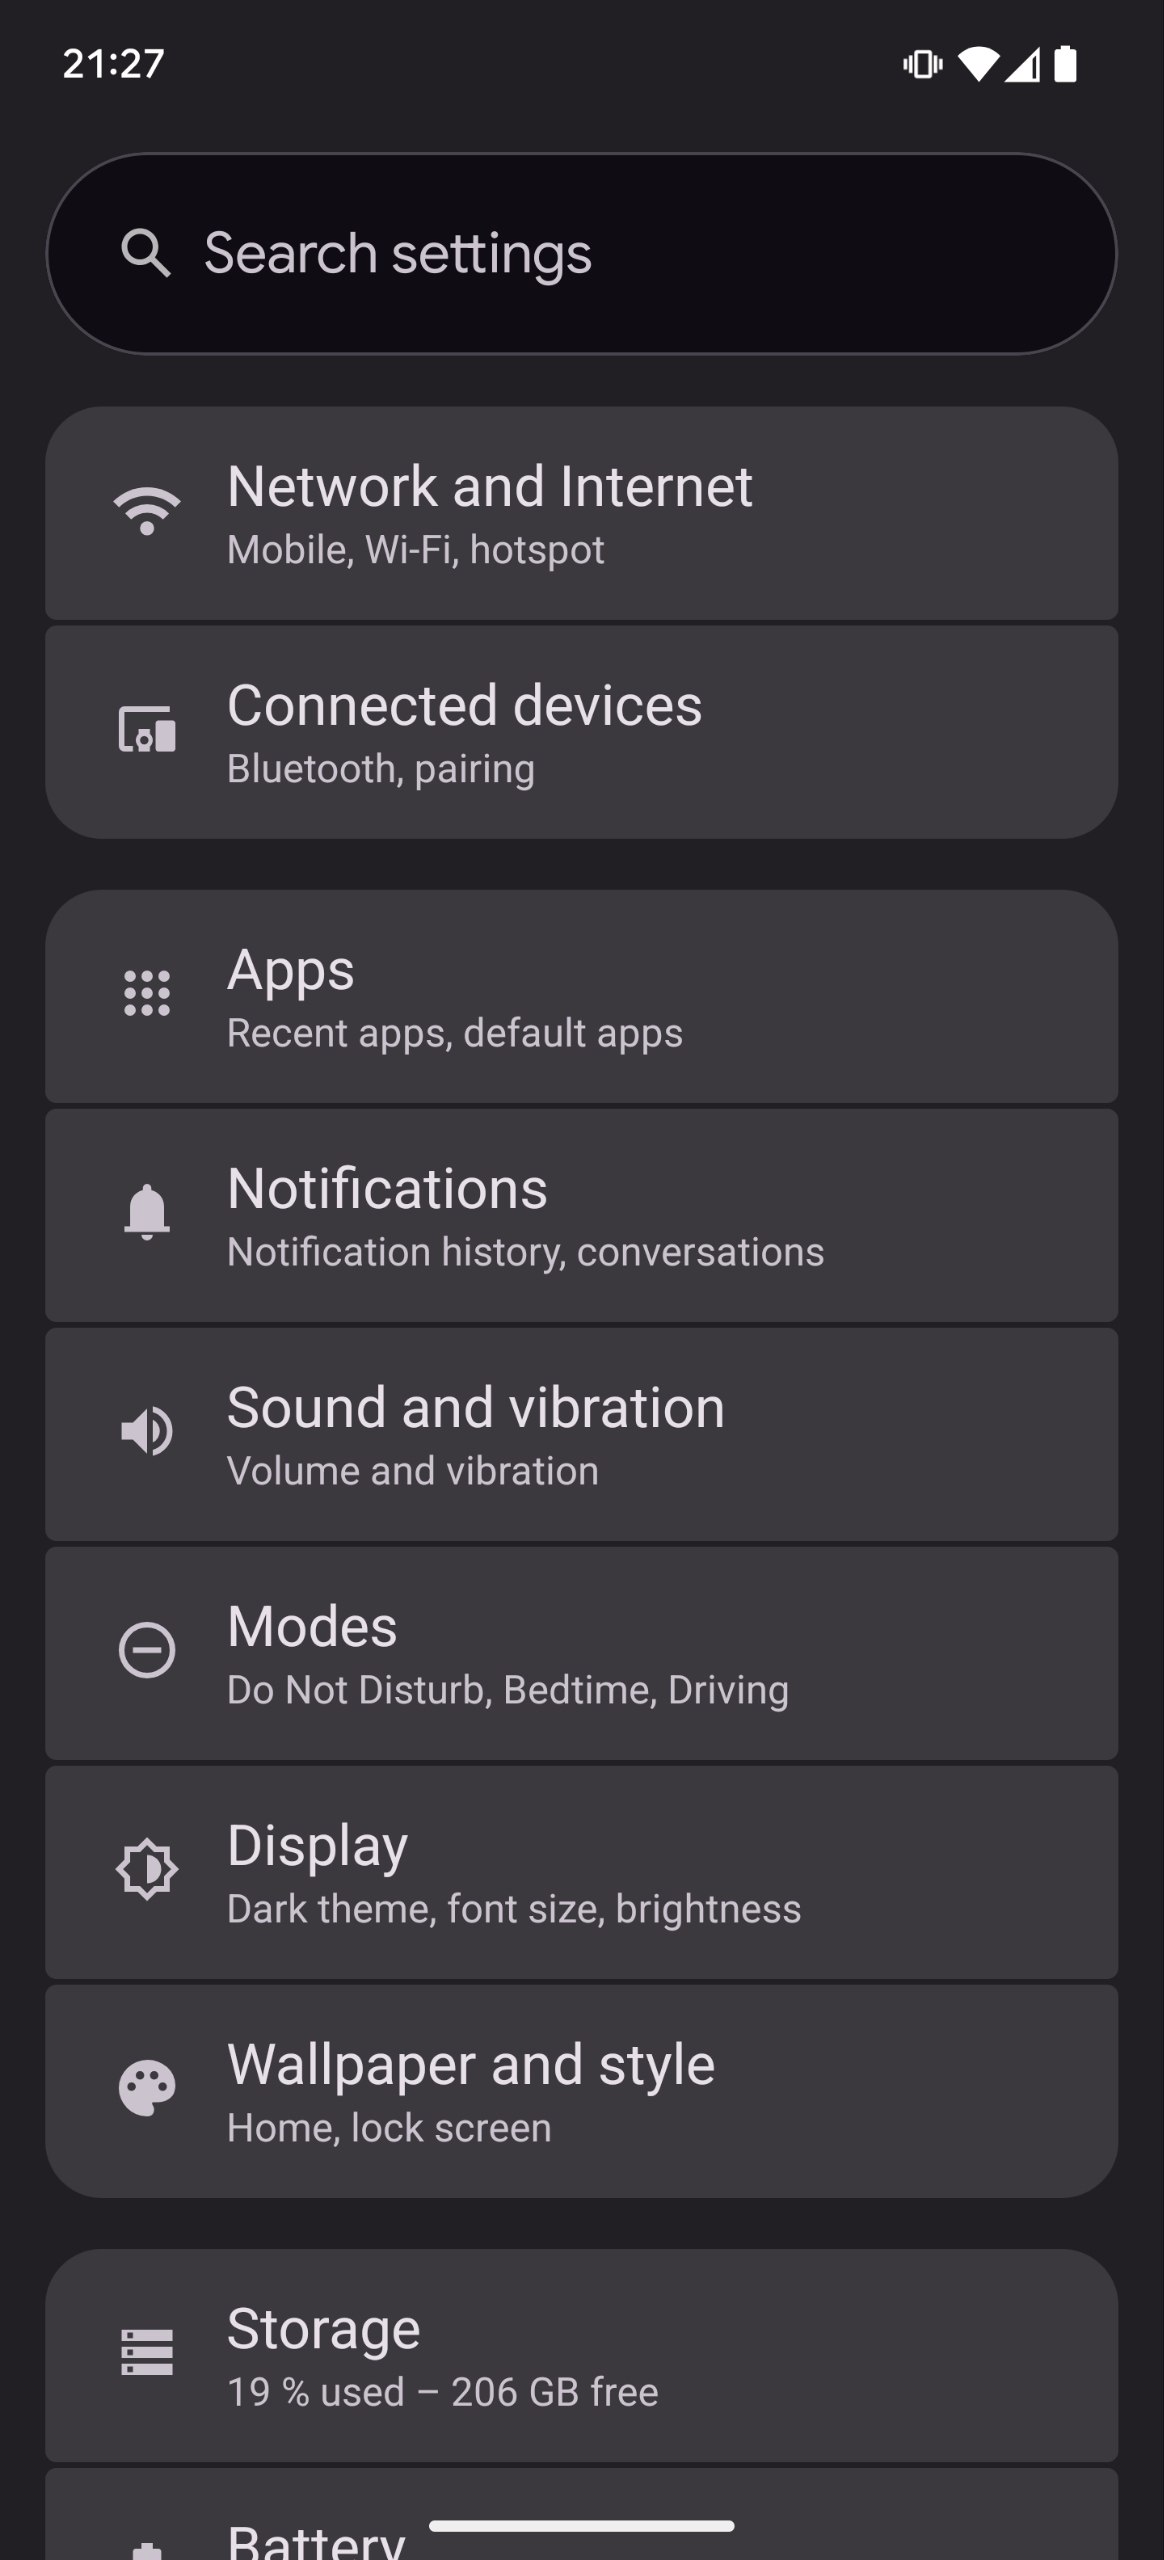 21:27
Search settings
Network and Internet
Mobile, Wi-Fi, hotspot
Connected devices
Bluetooth, pairing
Apps
Recent apps, default apps
Notifications
Notification history, conversations
Sound and vibration
Volume and vibration
Modes
Do Not Disturb, Bedtime, Driving
Display
Dark theme, font size, brightness
Wallpaper and style
Home, lock screen
Storage
19 % used – 206 GB free
Battery